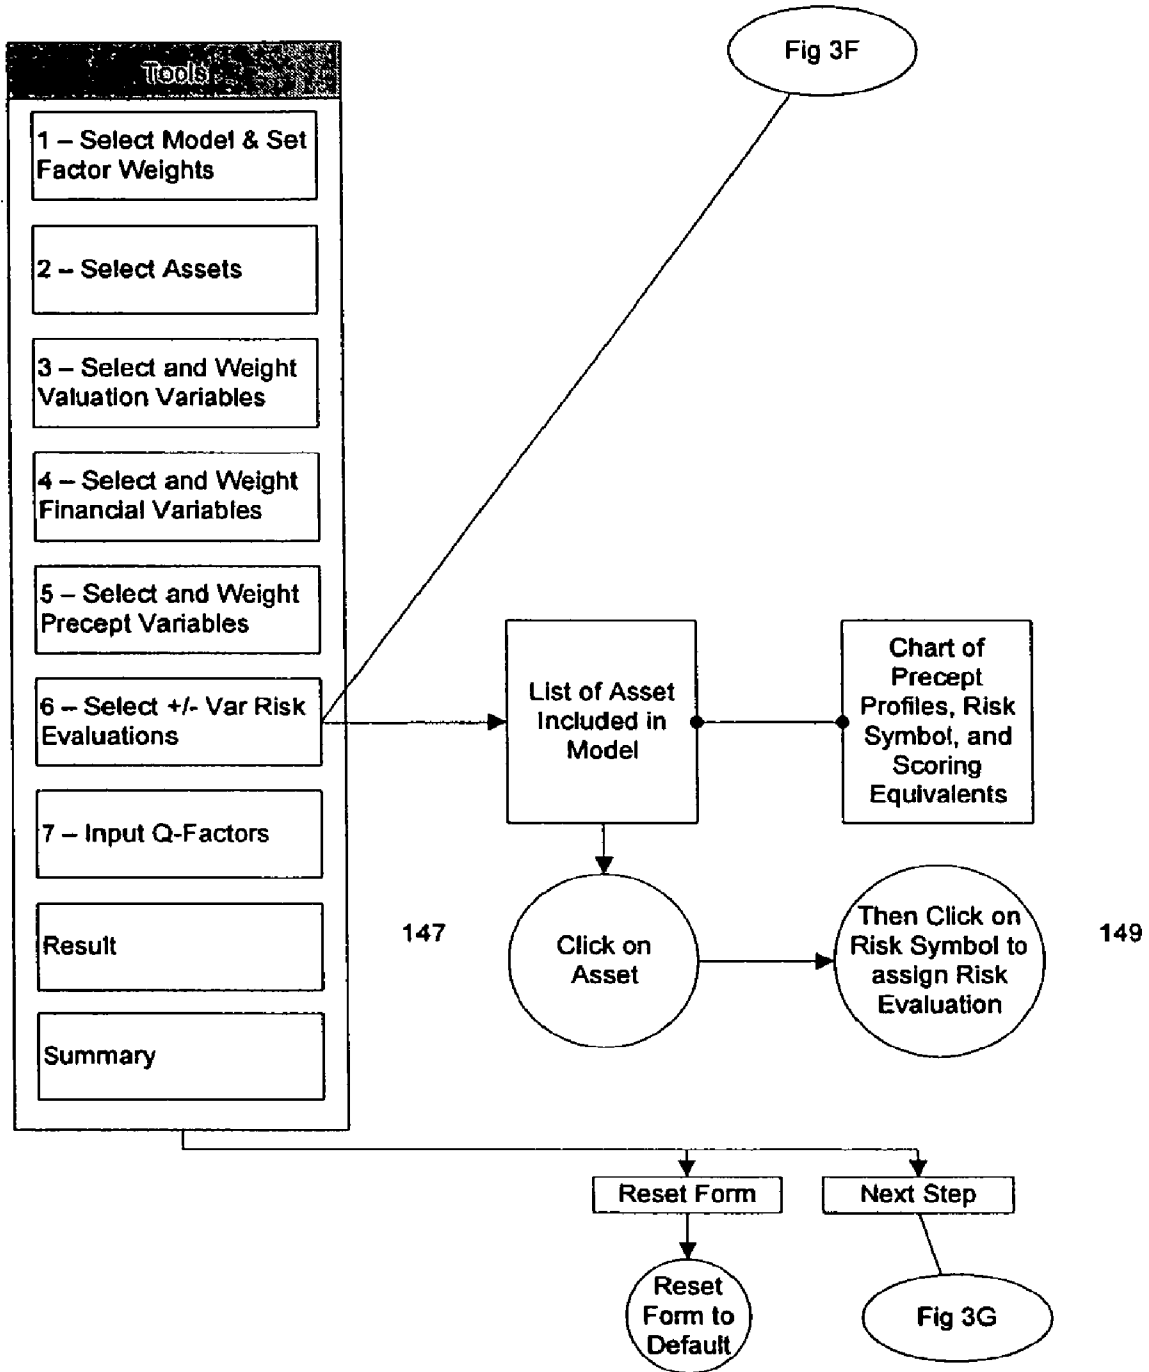 Fig 3F
Tools
1 – Select Model & Set
Factor Weights
2 – Select Assets
3 – Select and Weight
Valuation Variables
4 – Select and Weight
Financial Variables
5 – Select and Weight
Precept Variables
6 – Select +/- Var Risk
Evaluations
7 – Input Q-Factors
Result
Summary
List of Asset
Included in
Model
Chart of
Precept
Profiles, Risk
Symbol, and
Scoring
Equivalents
147
Click on
Asset
Then Click on
Risk Symbol to
assign Risk
Evaluation
149
Reset Form
Next Step
Reset
Form to
Default
Fig 3G